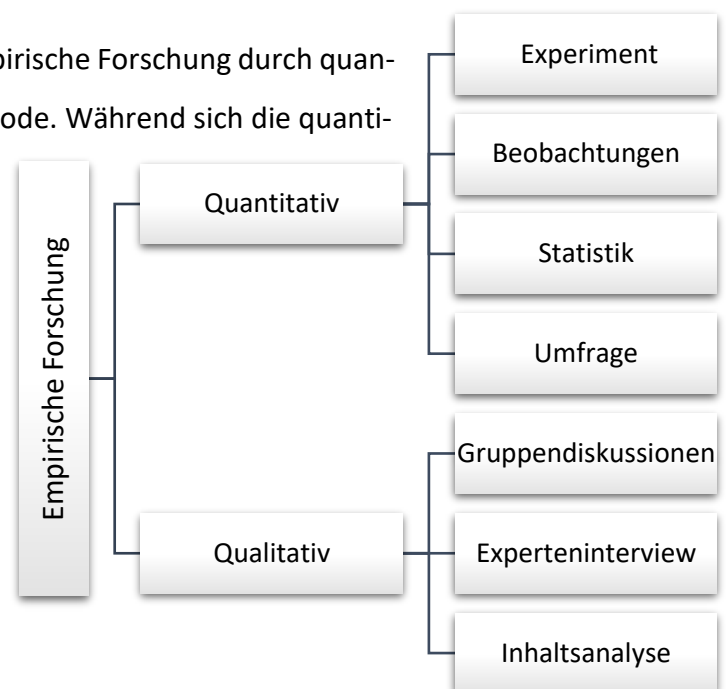 pirische Forschung durch quan-
ode. Während sich die quanti-
Empirische Forschung
Quantitativ
Experiment
Beobachtungen
Statistik
Umfrage
Qualitativ
Gruppendiskussionen
Experteninterview
Inhaltsanalyse